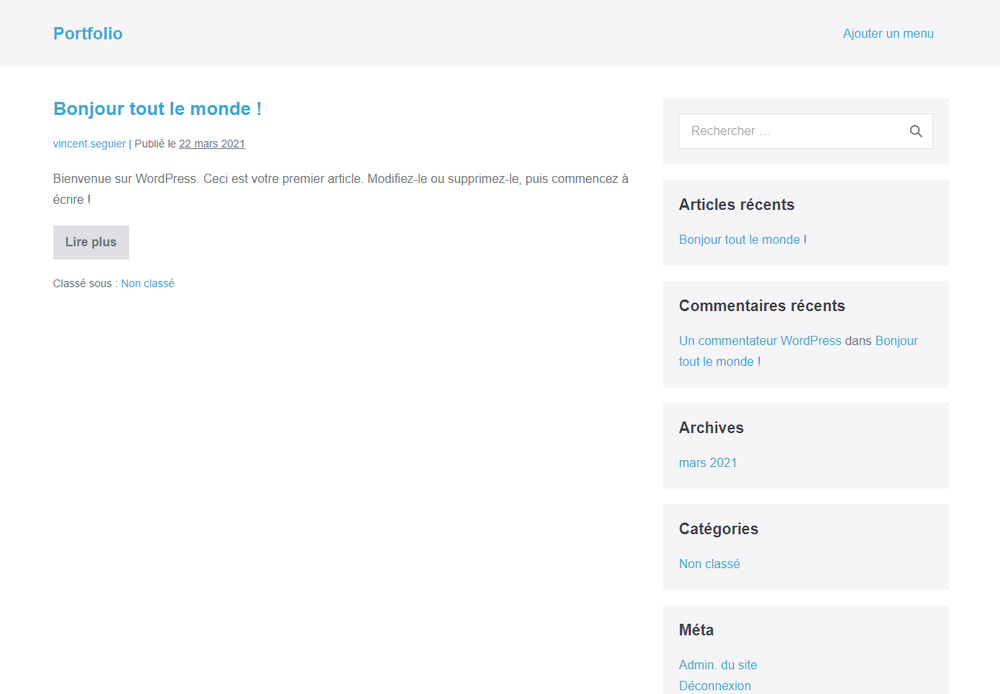 Portfolio
Ajouter un menu
Bonjour tout le monde !
vincent.seguier | Publié le 22 mars 2021
Bienvenue sur WordPress. Ceci est votre premier article. Modifiez-le ou supprimez-le, puis commencez à
écrire !
Lire plus
Classé sous : Non classé
Rechercher …
Articles récents
Bonjour tout le monde !
Commentaires récents
Un commentateur WordPress dans Bonjour
tout le monde !
Archives
mars 2021
Catégories
Non classé
Méta
Admin. du site
Déconnexion